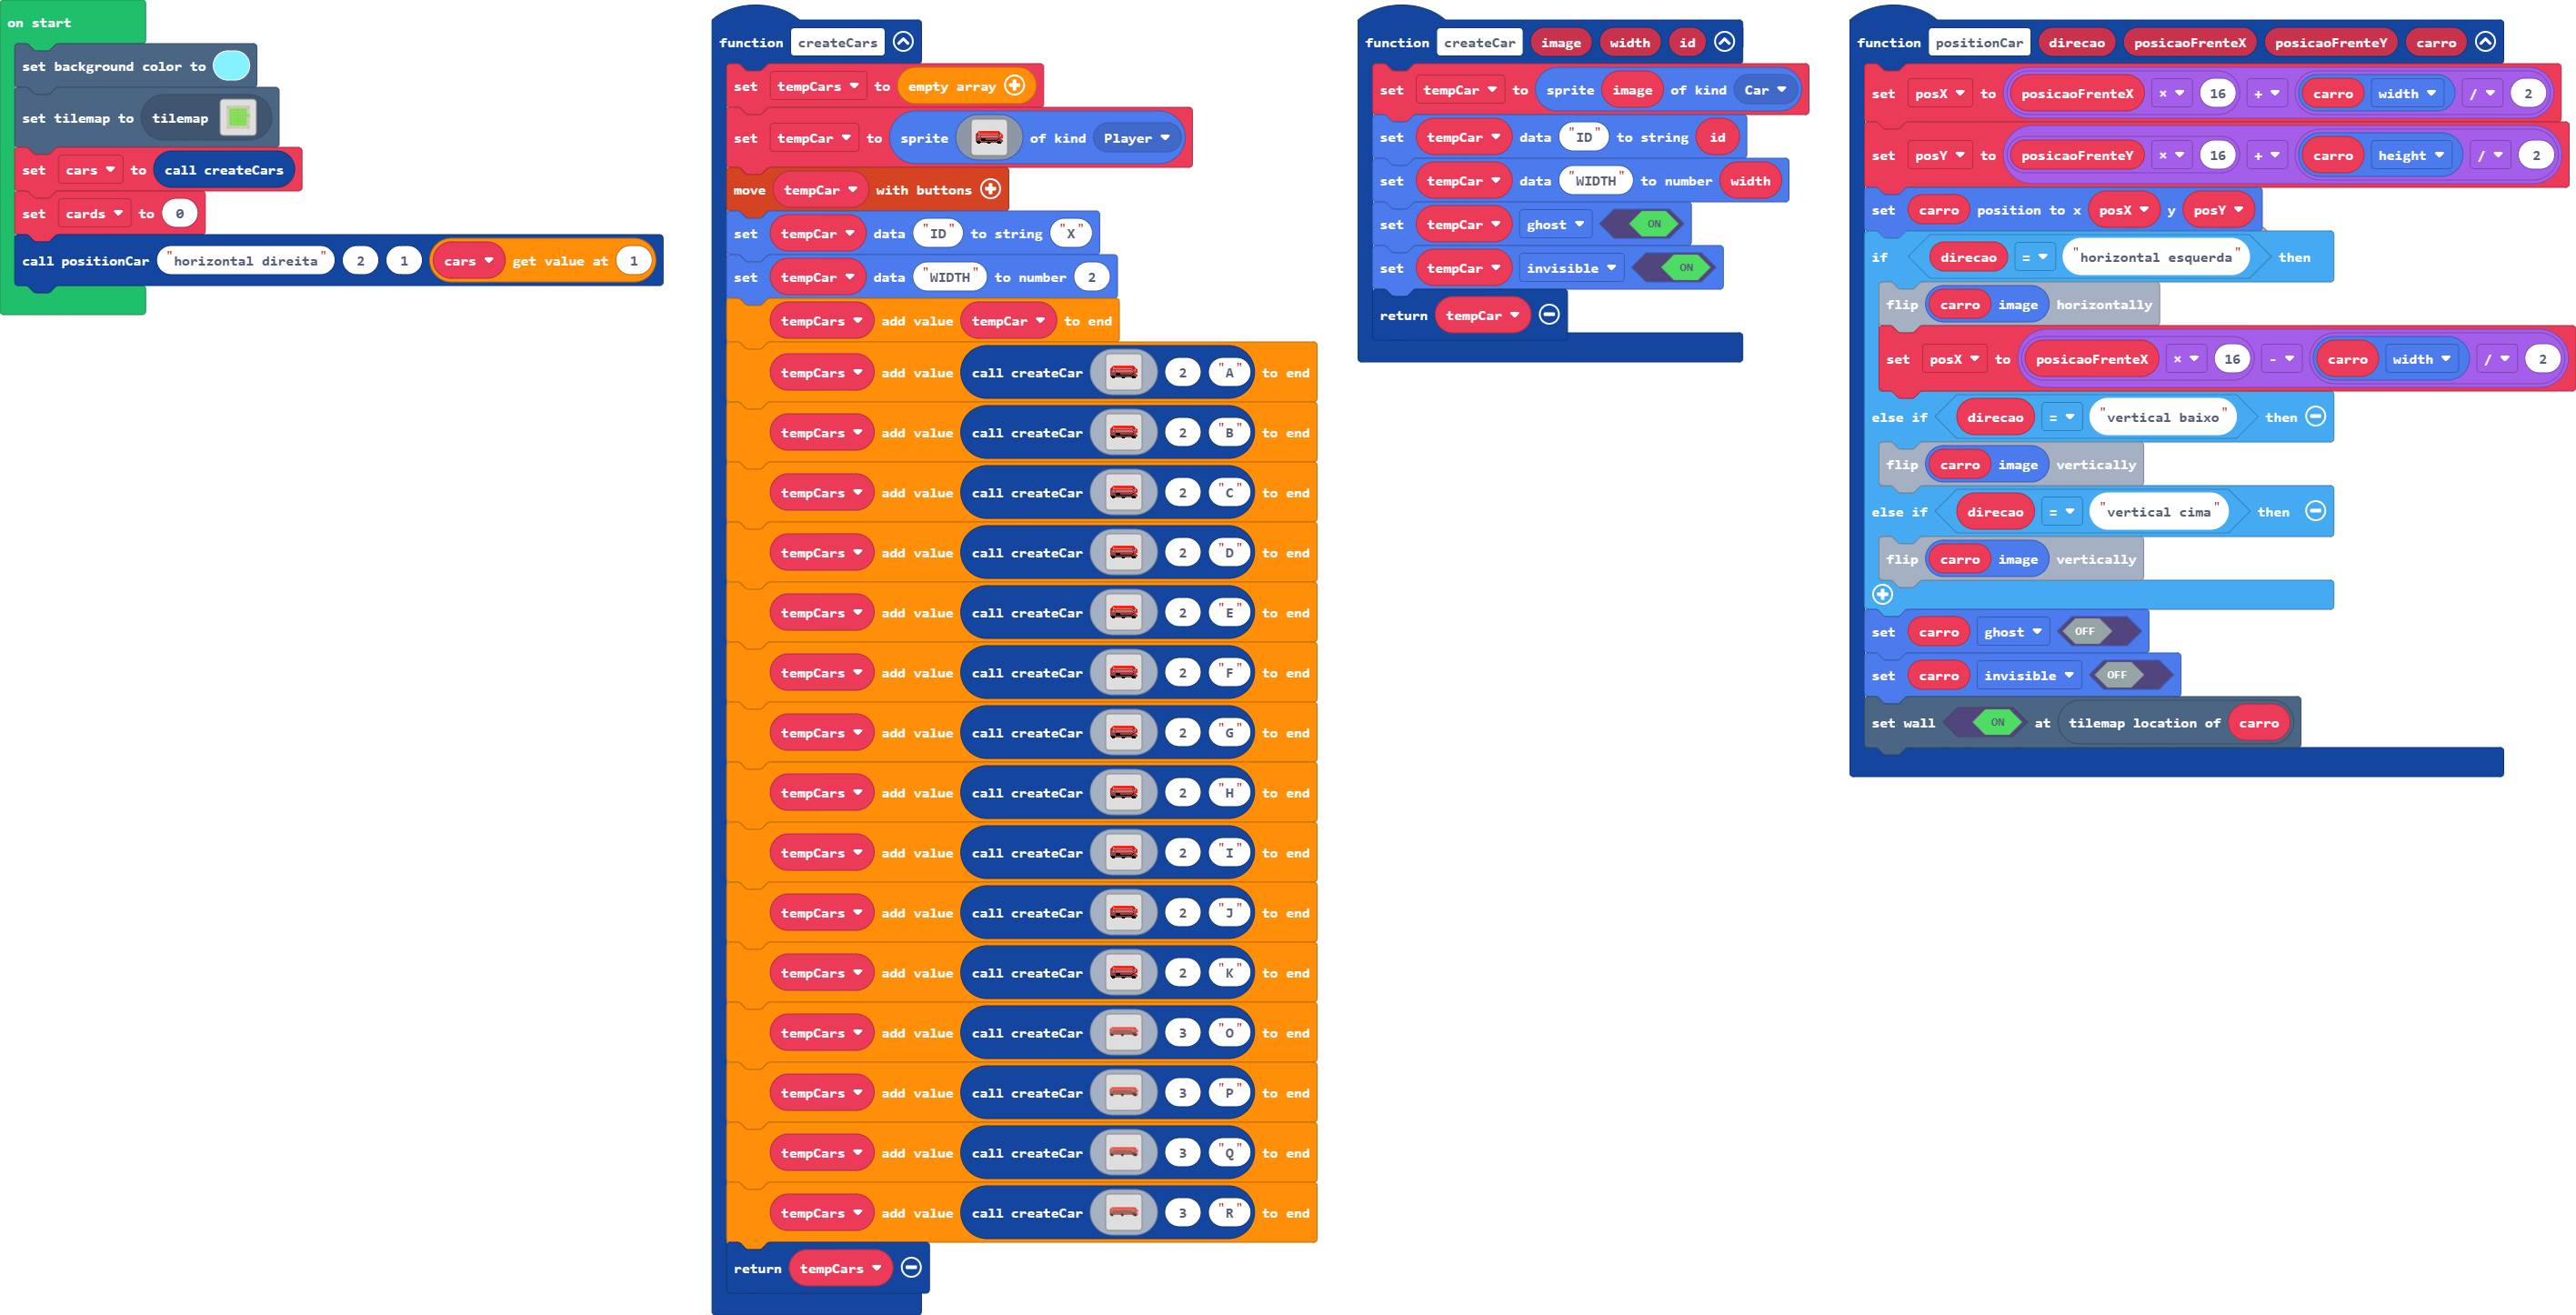 on start
set background color to
set tilemap to tilemap
set cars to call createCars
set cards to 0
call positionCar "horizontal direita" 2 1 cars get value at 1
function createCars
set tempCars to empty array
set tempCar to sprite of kind Player
move tempCar with buttons
set tempCar data "ID" to string "X"
set tempCar data "WIDTH" to number 2
tempCars add value tempCar to end
tempCars add value call createCar 2 "A" to end
tempCars add value call createCar 2 "B" to end
tempCars add value call createCar 2 "C" to end
tempCars add value call createCar 2 "D" to end
tempCars add value call createCar 2 "E" to end
tempCars add value call createCar 2 "F" to end
tempCars add value call createCar 2 "G" to end
tempCars add value call createCar 2 "H" to end
tempCars add value call createCar 2 "I" to end
tempCars add value call createCar 2 "J" to end
tempCars add value call createCar 2 "K" to end
tempCars add value call createCar 3 "O" to end
tempCars add value call createCar 3 "P" to end
tempCars add value call createCar 3 "Q" to end
tempCars add value call createCar 3 "R" to end
return tempCars
function createCar image width id
set tempCar to sprite image of kind Car
set tempCar data "ID" to string id
set tempCar data "WIDTH" to number width
set tempCar ghost ON
set tempCar invisible ON
return tempCar
function positionCar direcao posicaoFrenteX posicaoFrenteY carro
set posX to posicaoFrenteX × 16 + carro width / 2
set posY to posicaoFrenteY × 16 + carro height / 2
set carro position to x posX y posY
if direcao = "horizontal esquerda" then
flip carro image horizontally
set posX to posicaoFrenteX × 16 - carro width / 2
else if direcao = "vertical baixo" then
flip carro image vertically
else if direcao = "vertical cima" then
flip carro image vertically
set carro ghost OFF
set carro invisible OFF
set wall ON at tilemap location of carro